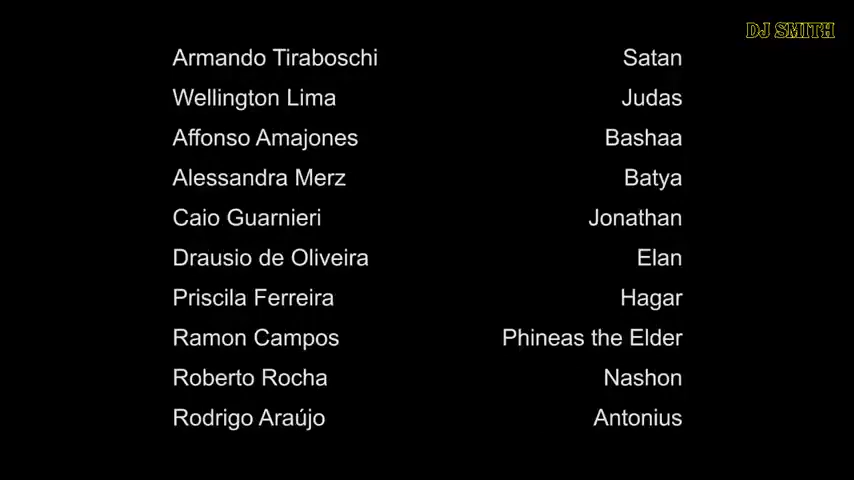 DJ SMITH
Armando Tiraboschi Satan
Wellington Lima Judas
Affonso Amajones Bashaa
Alessandra Merz Batya
Caio Guarnieri Jonathan
Drausio de Oliveira Elan
Priscila Ferreira Hagar
Ramon Campos Phineas the Elder
Roberto Rocha Nashon
Rodrigo Araújo Antonius